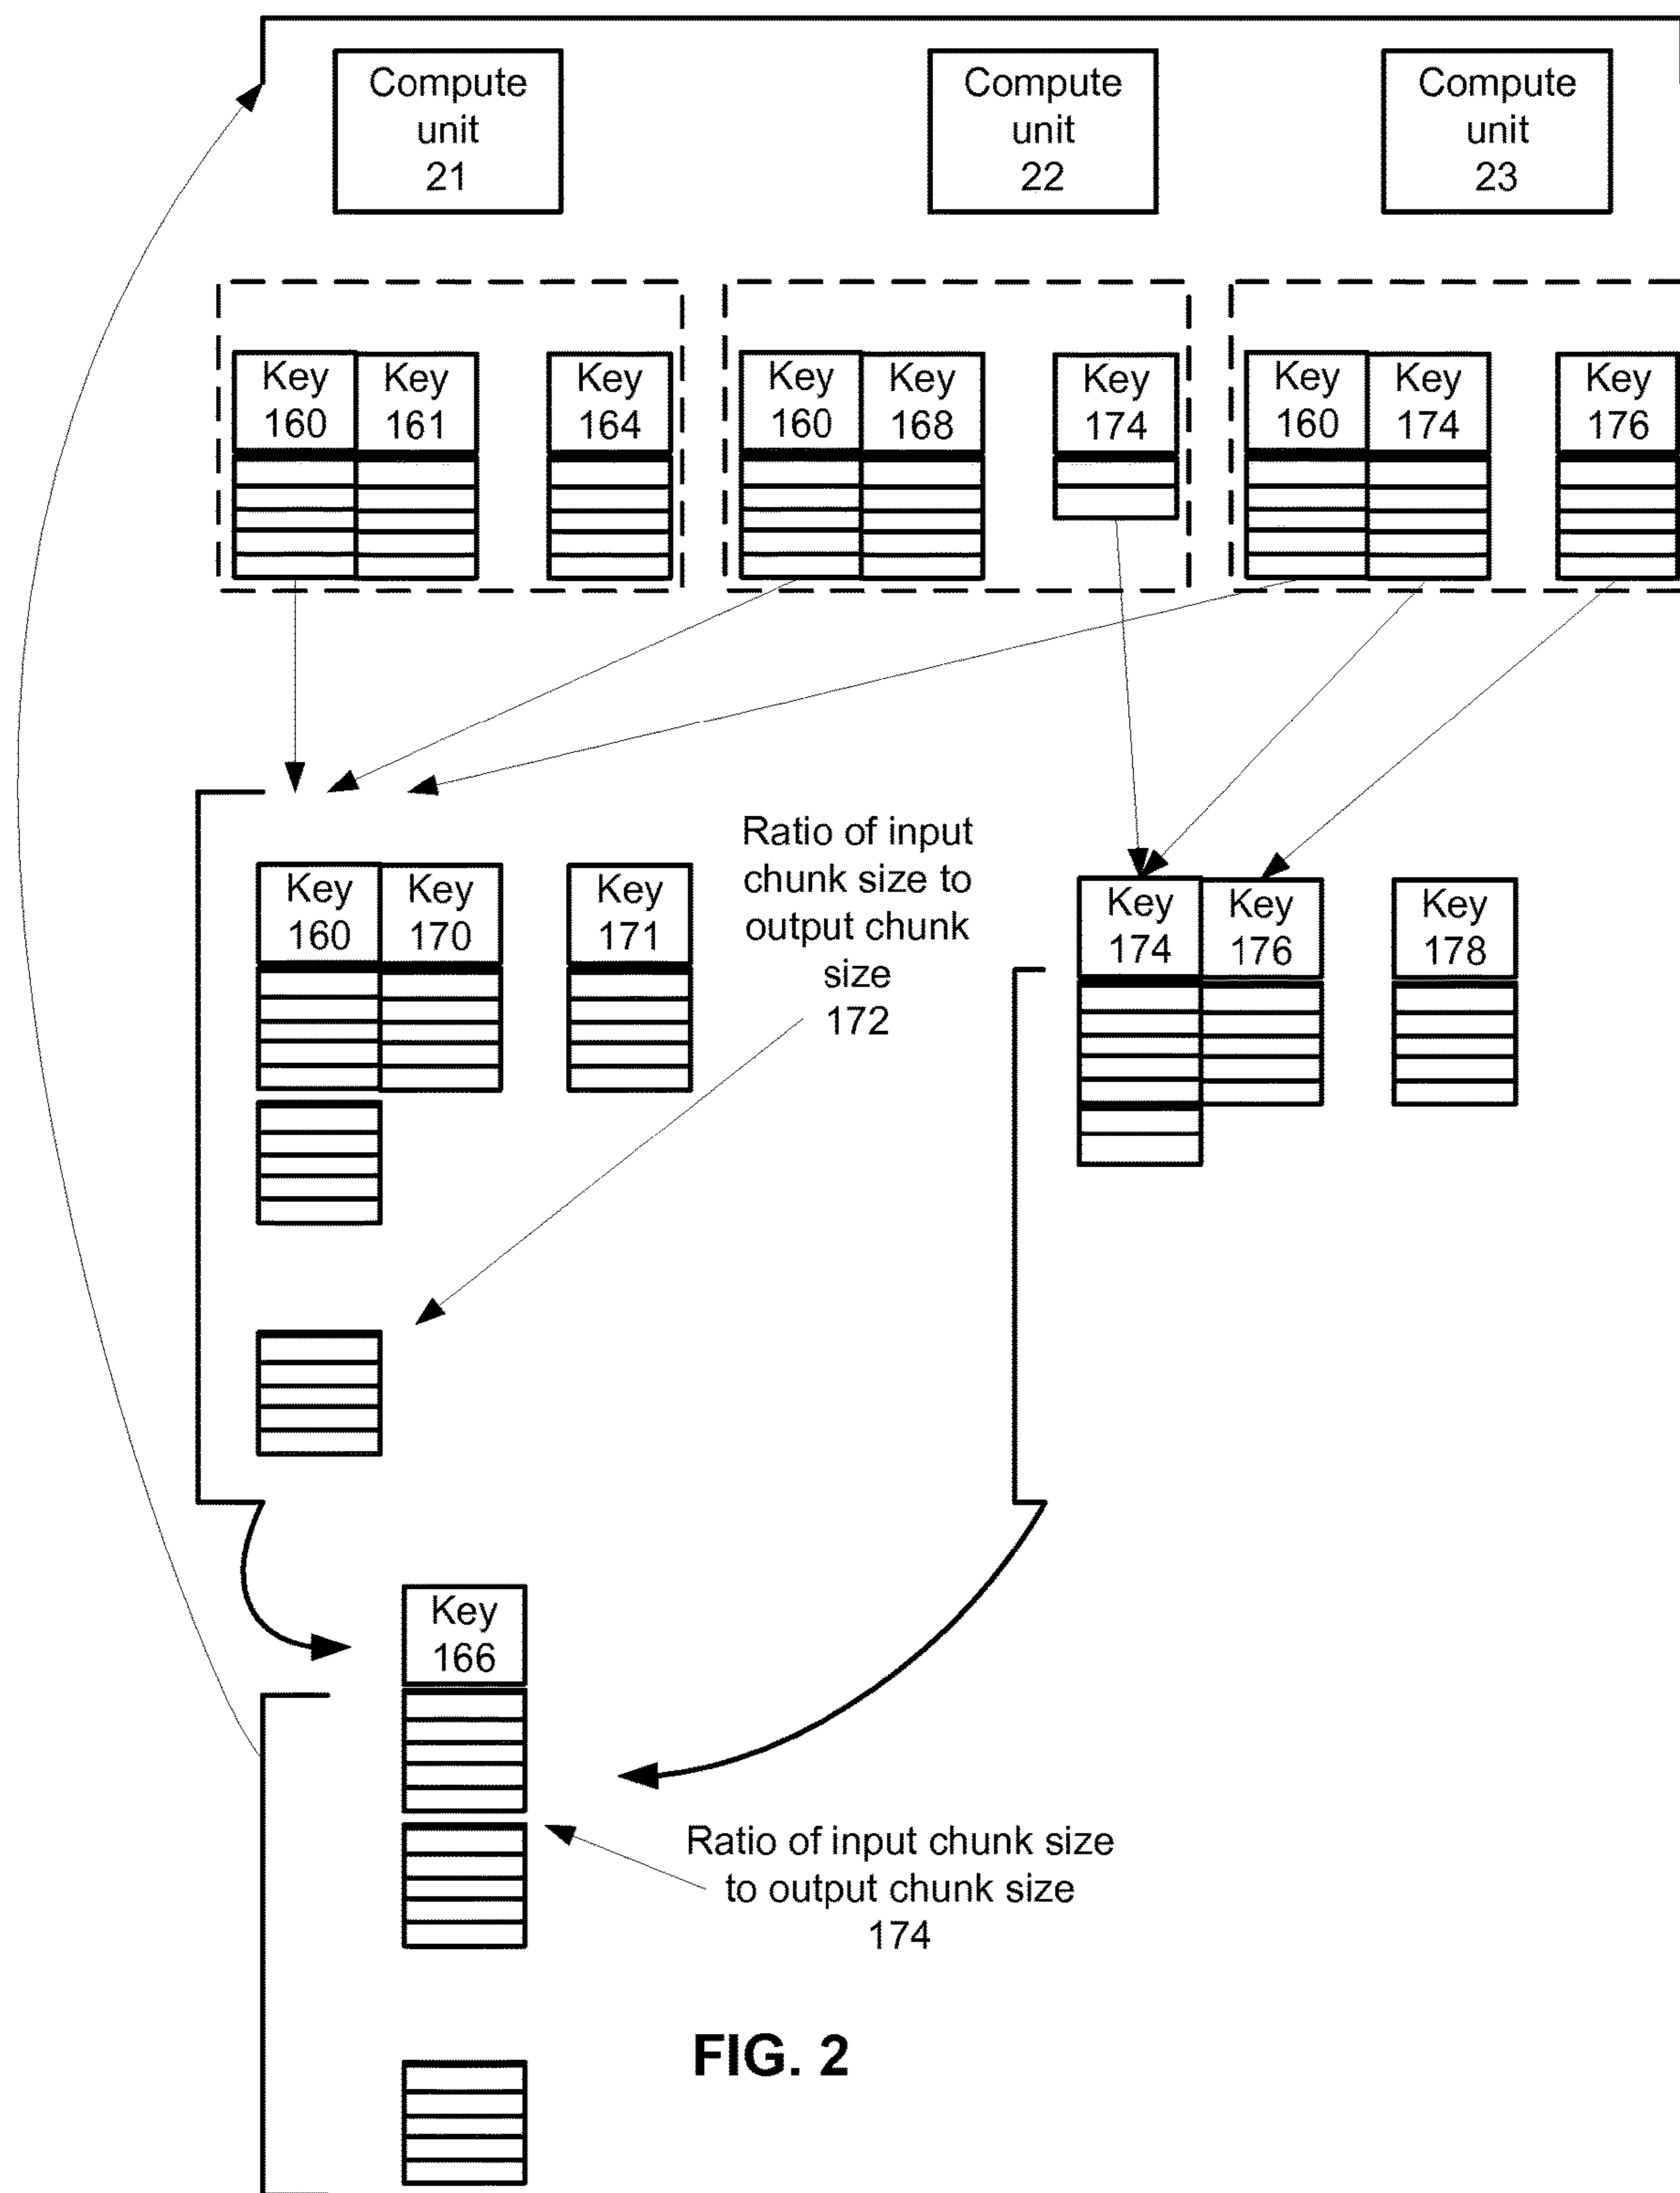 Compute
unit
21
Compute
unit
22
Compute
unit
23
Key
160
Key
161
Key
164
Key
160
Key
168
Key
174
Key
160
Key
174
Key
176
Ratio of input
chunk size to
output chunk
size
172
Key
160
Key
170
Key
171
Key
174
Key
176
Key
178
Key
166
Ratio of input chunk size
to output chunk size
174
FIG. 2